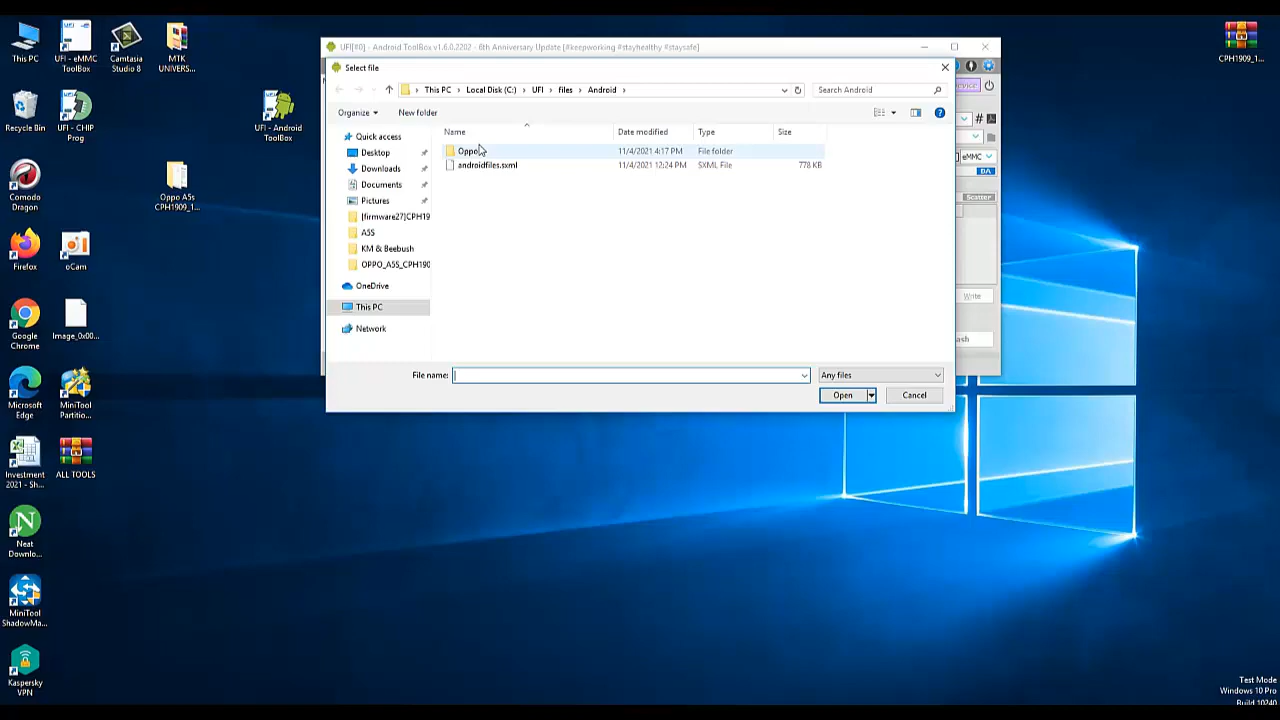 This PC
UFI - eMMC
ToolBox
Camtasia
Studio 8
MTK
UNIVERS...
Recycle Bin
UFI - CHIP
Prog
UFI - Android
ToolBox
Comodo
Dragon
Oppo A5s
CPH1909_1...
Firefox
oCam
Google
Chrome
Image_0x00...
Microsoft
Edge
MiniTool
Partitio...
Investment
2021 - Sh...
ALL TOOLS
Neat
Downlo...
MiniTool
ShadowMa...
Kaspersky
VPN
CPH1909_1...
UFI[#0] - Android ToolBox v1.6.0.2202 - 6th Anniversary Update [#keepworking #stayhealthy #staysafe]
Select file
This PC > Local Disk (C:) > UFI > files > Android >
Search Android
Organize
New folder
Name
Date modified
Type
Size
Oppo
11/4/2021 4:17 PM
File folder
androidfiles.sxml
11/4/2021 12:24 PM
SXML File
778 KB
Quick access
Desktop
Downloads
Documents
Pictures
[firmware27]CPH19
A5S
KM & Beebush
OPPO_A5S_CPH190
OneDrive
This PC
Network
File name:
Any files
Open
Cancel
#
eMMC
DA
Scatter
Write
Test Mode
Windows 10 Pro
Build 10240